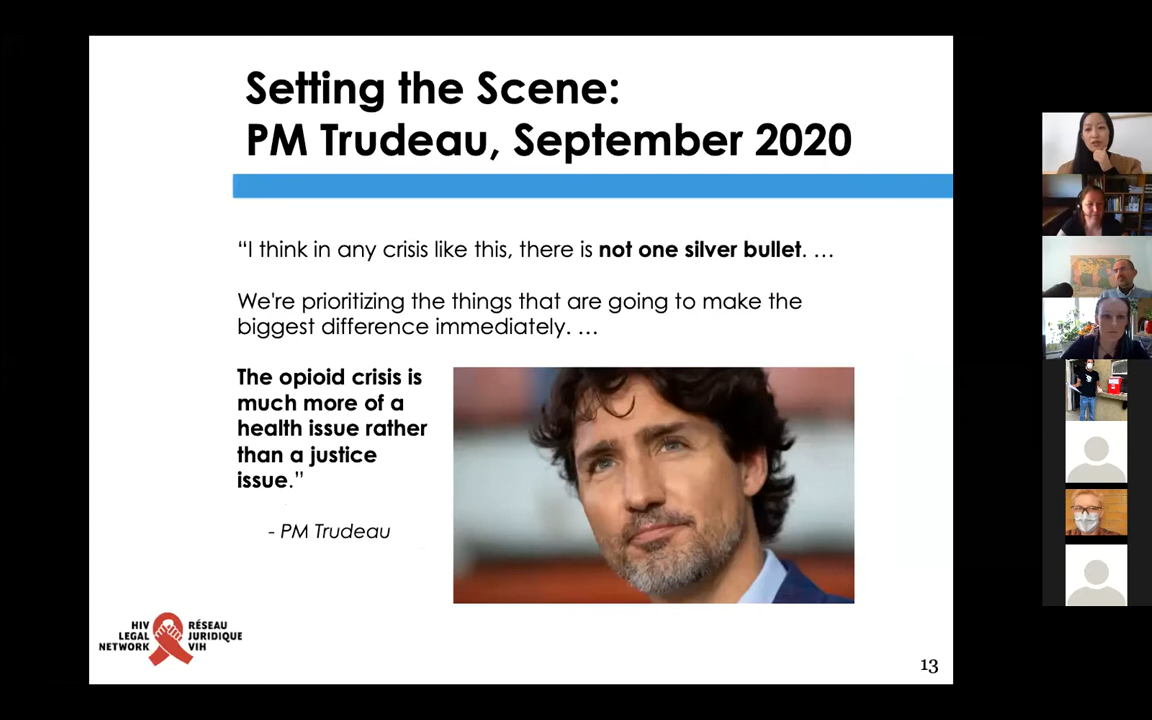 Setting the Scene:
PM Trudeau, September 2020
“I think in any crisis like this, there is not one silver bullet. …
We're prioritizing the things that are going to make the
biggest difference immediately. …
The opioid crisis is
much more of a
health issue rather
than a justice
issue.”
- PM Trudeau
HIV
LEGAL
NETWORK
RÉSEAU
JURIDIQUE
VIH
13